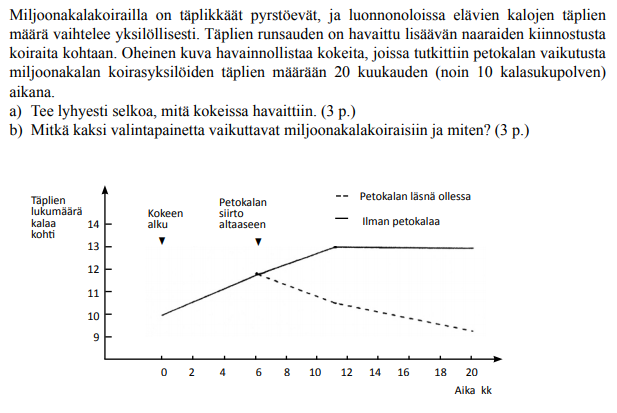 Miljoonakalakoirailla on täplikkäät pyrstöevät, ja luonnonoloissa elävien kalojen täplien
määrä vaihtelee yksilöllisesti. Täplien runsauden on havaittu lisäävän naaraiden kiinnostusta
koiraita kohtaan. Oheinen kuva havainnollistaa kokeita, joissa tutkittiin petokalan vaikutusta
miljoonakalan koirasyksilöiden täplien määrään 20 kuukauden (noin 10 kalasukupolven)
aikana.
a) Tee lyhyesti selkoa, mitä kokeissa havaittiin. (3 p.)
b) Mitkä kaksi valintapainetta vaikuttavat miljoonakalakoiraisiin ja miten? (3 p.)
Täplien
lukumäärä
kalaa
kohti
Kokeen
alku
Petokalan
siirto
altaaseen
Petokalan läsnä ollessa
Ilman petokalaa
14
13
12
11
10
9
0 2 4 6 8 10 12 14 16 18 20
Aika kk